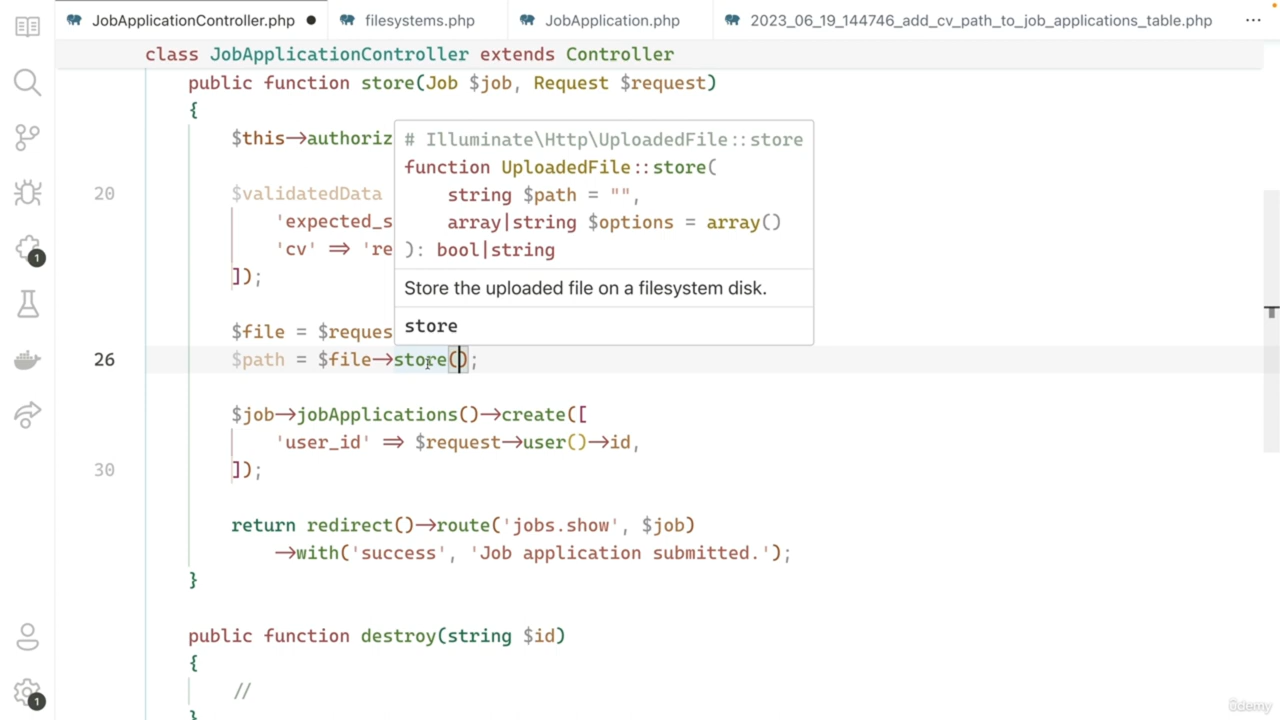 JobApplicationController.php
filesystems.php
JobApplication.php
2023_06_19_144746_add_cv_path_to_job_applications_table.php
class JobApplicationController extends Controller
public function store(Job $job, Request $request)
{
$this->authoriz
# Illuminate\Http\UploadedFile::store
function UploadedFile::store(
string $path = "",
array|string $options = array()
): bool|string
Store the uploaded file on a filesystem disk.
store
20 $validatedData
'expected_s
'cv' => 're
]);
$file = $reques
26 $path = $file->store();
$job->jobApplications()->create([
'user_id' => $request->user()->id,
30 ]);
return redirect()->route('jobs.show', $job)
->with('success', 'Job application submitted.');
}
public function destroy(string $id)
{
//
}
1
1
ûdemy